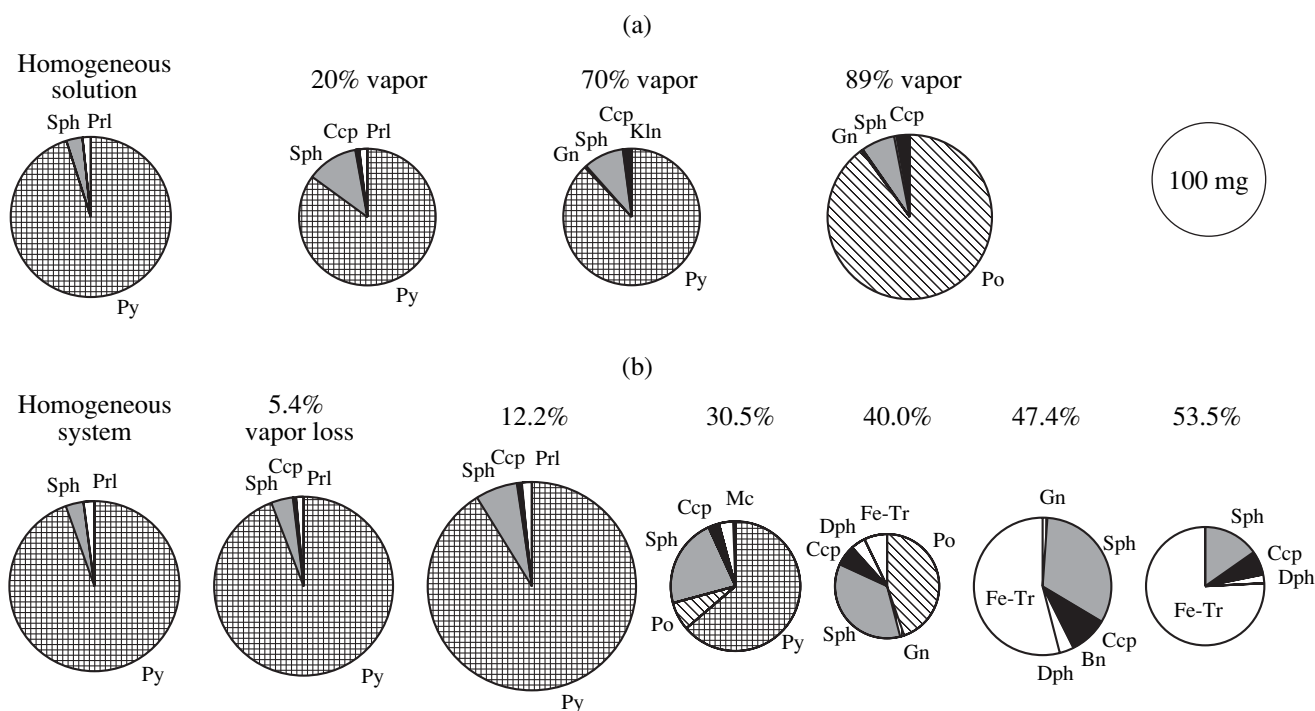 (a)
Homogeneous
solution
20% vapor
70% vapor
89% vapor
Sph Prl
Py
Sph
Ccp Prl
Py
Gn
Sph
Ccp
Kln
Py
Gn
Sph
Ccp
Po
100 mg
(b)
Homogeneous
system
5.4%
vapor loss
12.2%
30.5%
40.0%
47.4%
53.5%
Sph
Prl
Py
Sph
Ccp
Prl
Py
Sph
Ccp
Prl
Py
Ccp
Mc
Sph
Po
Py
Fe-Tr
Dph
Ccp
Po
Sph
Gn
Gn
Sph
Fe-Tr
Ccp
Bn
Dph
Sph
Ccp
Dph
Fe-Tr